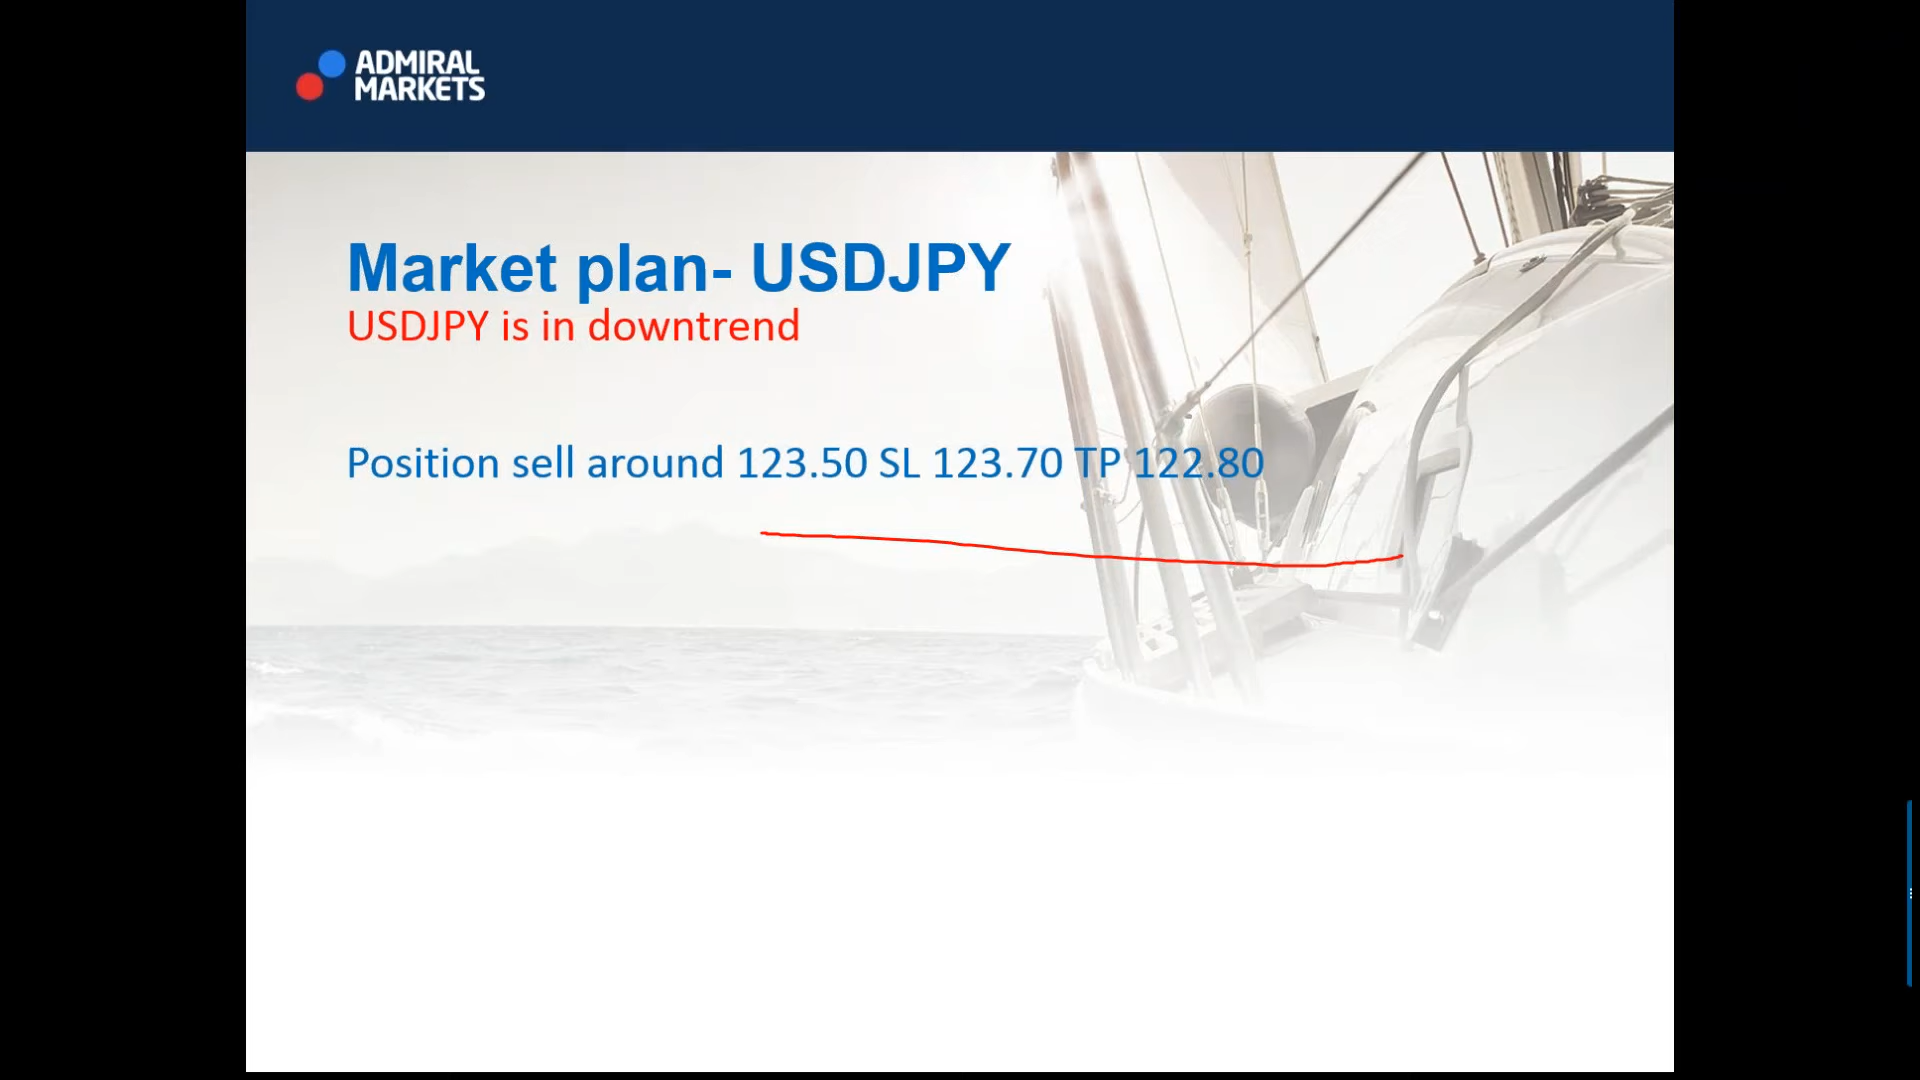 ADMIRAL
MARKETS
Market plan- USDJPY
USDJPY is in downtrend
Position sell around 123.50 SL 123.70 TP 122.80